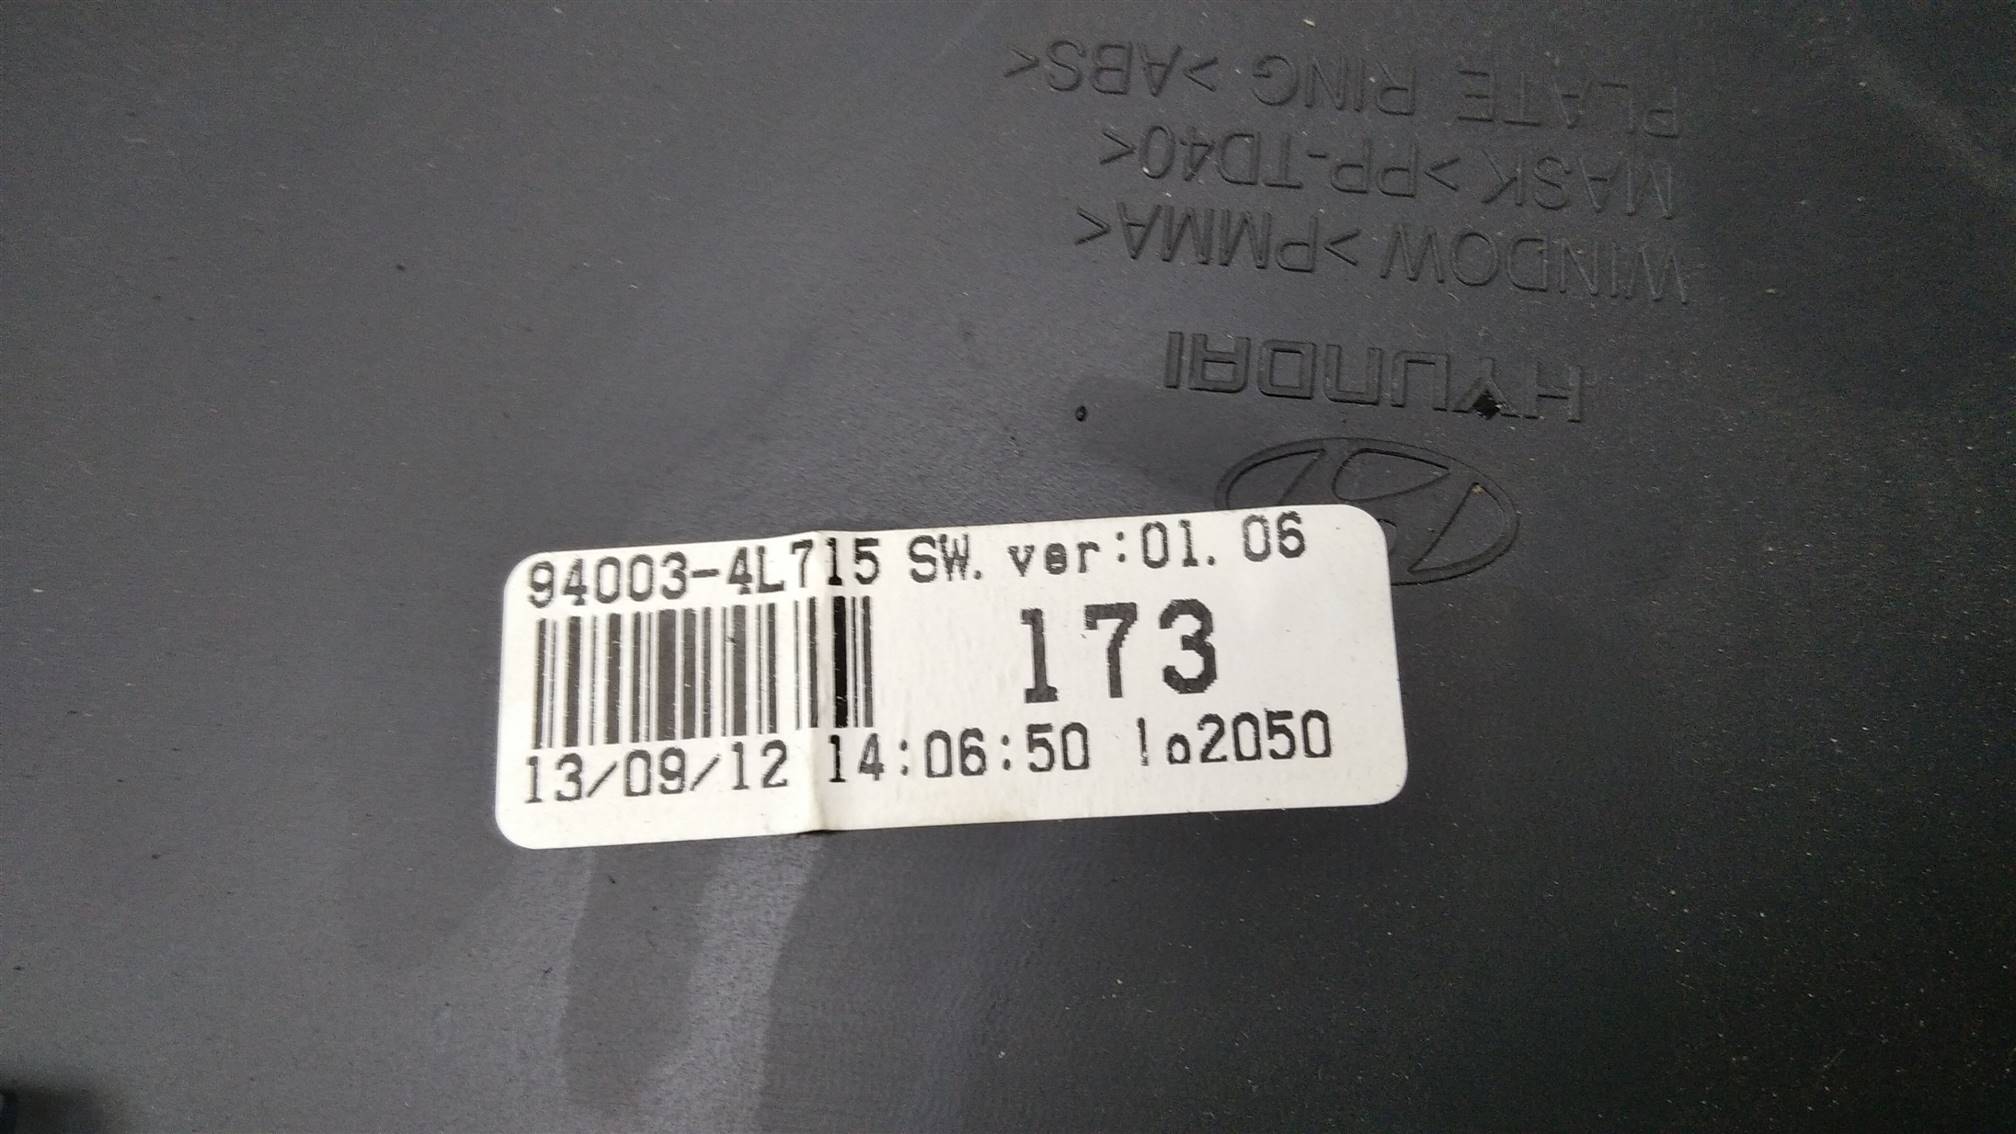 94003-4L715 SW. ver:01. 06
173
13/09/12 14:06:50 lo2050
HYUNDAI
WINDOW >PMMA<
MASK >PP-TD40<
PLATE RING >ABS<